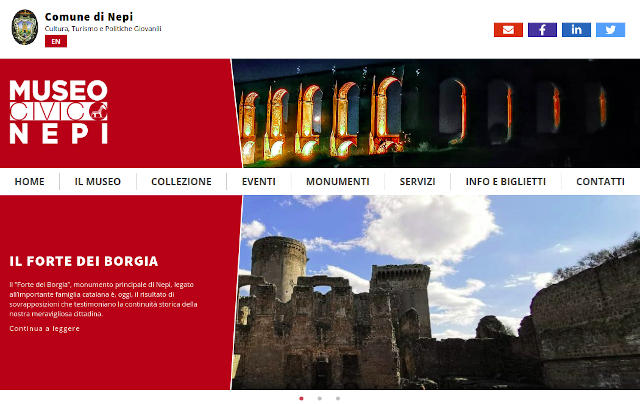 Comune di Nepi
Cultura, Turismo e Politiche Giovanili
EN
MUSEO
CIVICO
NEPI
HOME
IL MUSEO
COLLEZIONE
EVENTI
MONUMENTI
SERVIZI
INFO E BIGLIETTI
CONTATTI
IL FORTE DEI BORGIA
Il "Forte dei Borgia", monumento principale di Nepi, legato
all'importante famiglia catalana è, oggi, il risultato di
sovrapposizioni che testimoniano la continuità storica della
nostra meravigliosa cittadina.
Continua a leggere